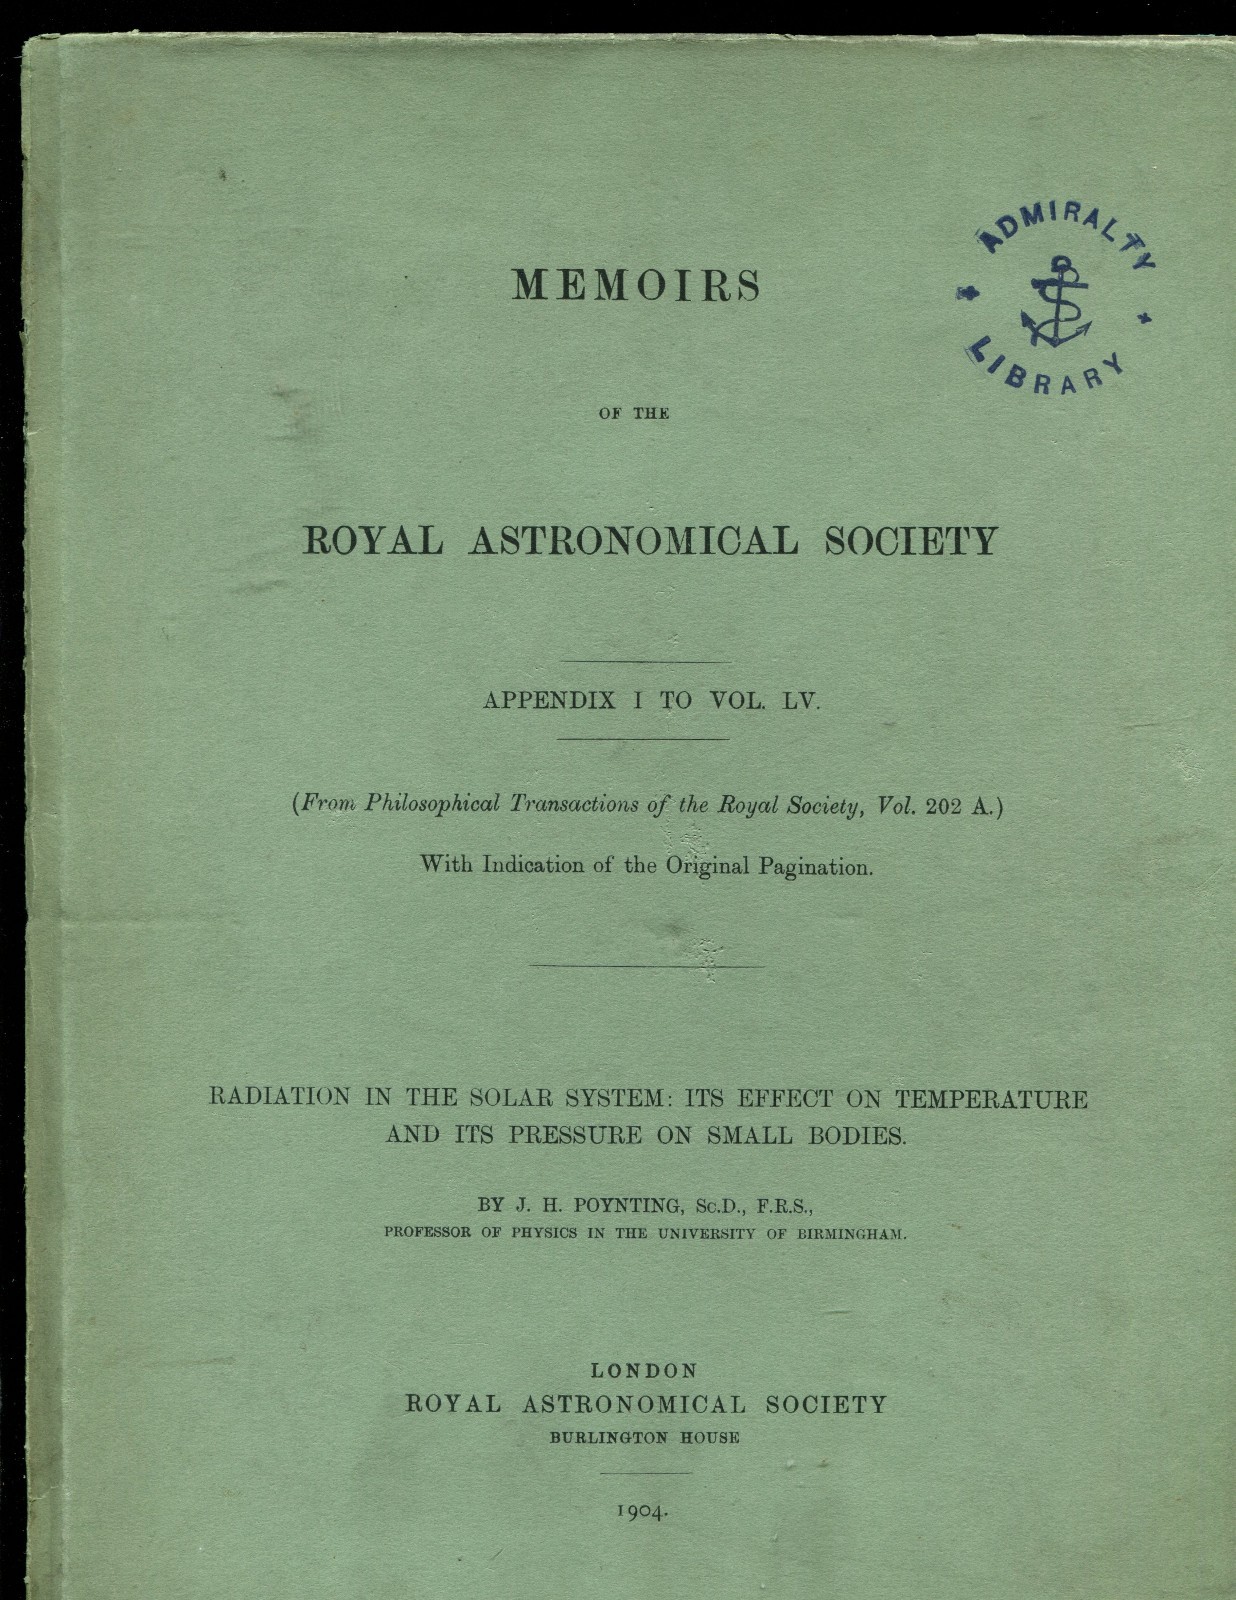 ADMIRALTY
LIBRARY
MEMOIRS
OF THE
ROYAL ASTRONOMICAL SOCIETY
APPENDIX I TO VOL. LV.
(From Philosophical Transactions of the Royal Society, Vol. 202 A.)
With Indication of the Original Pagination.
RADIATION IN THE SOLAR SYSTEM: ITS EFFECT ON TEMPERATURE
AND ITS PRESSURE ON SMALL BODIES.
BY J. H. POYNTING, Sc.D., F.R.S.,
PROFESSOR OF PHYSICS IN THE UNIVERSITY OF BIRMINGHAM.
LONDON
ROYAL ASTRONOMICAL SOCIETY
BURLINGTON HOUSE
1904.